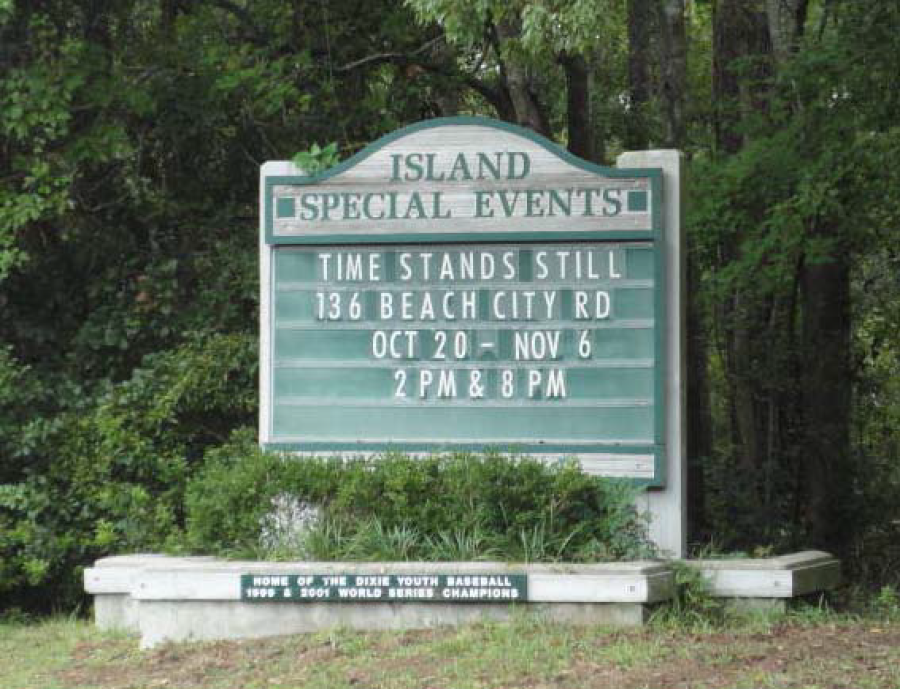 ISLAND
SPECIAL EVENTS
TIME STANDS STILL
136 BEACH CITY RD
OCT 20 - NOV 6
2 PM & 8 PM
HOME OF THE DIXIE YOUTH BASEBALL
& 2001 WORLD SERIES CHAMPIONS